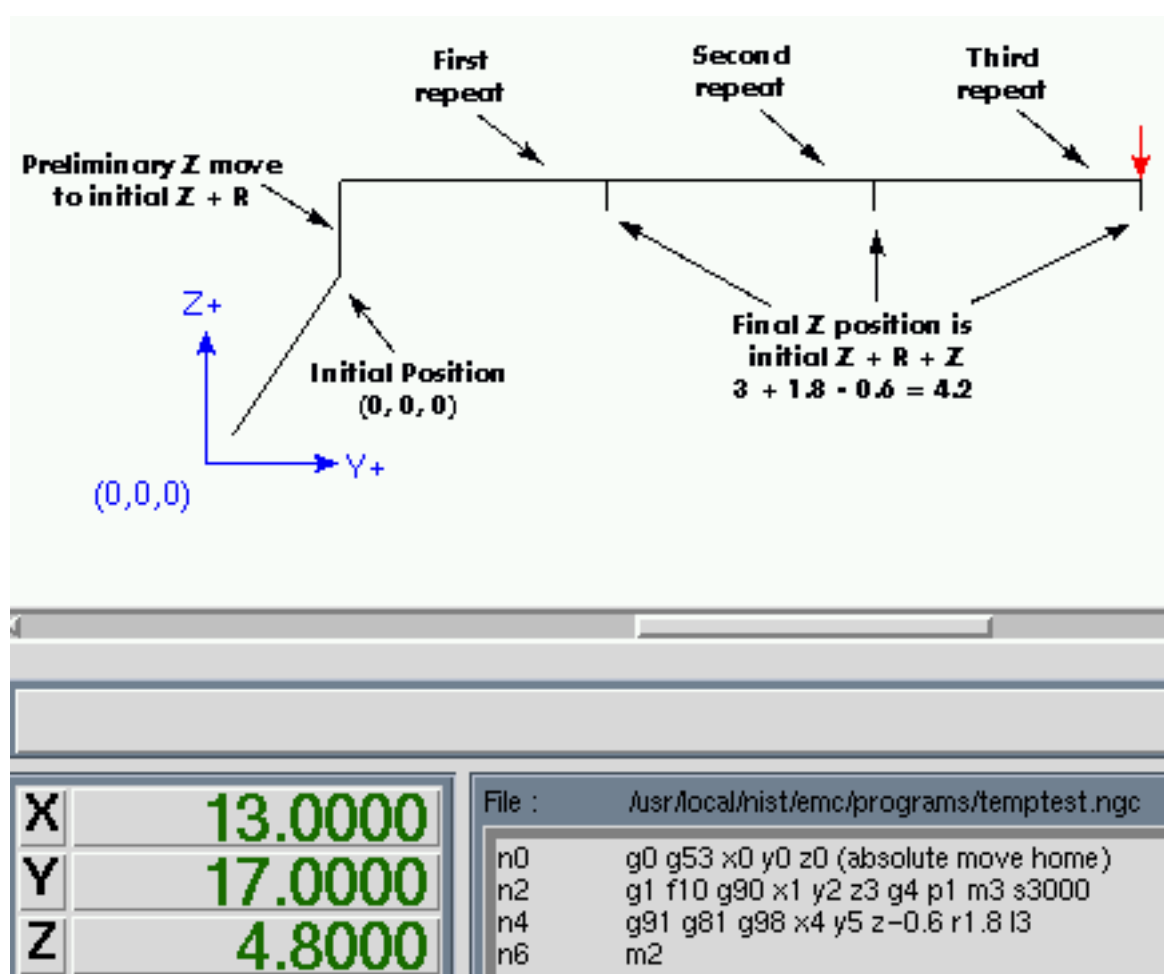 First
repeat
Second
repeat
Third
repeat
Preliminary Z move
to initial Z + R
Z+
Initial Position
(0, 0, 0)
Final Z position is
initial Z + R + Z
3 + 1.8 - 0.6 = 4.2
Y+
(0,0,0)
X 13.0000
Y 17.0000
Z 4.8000
File : /usr/local/nist/emc/programs/temptest.ngc
n0 g0 g53 x0 y0 z0 (absolute move home)
n2 g1 f10 g90 x1 y2 z3 g4 p1 m3 s3000
n4 g91 g81 g98 x4 y5 z-0.6 r1.8 l3
n6 m2